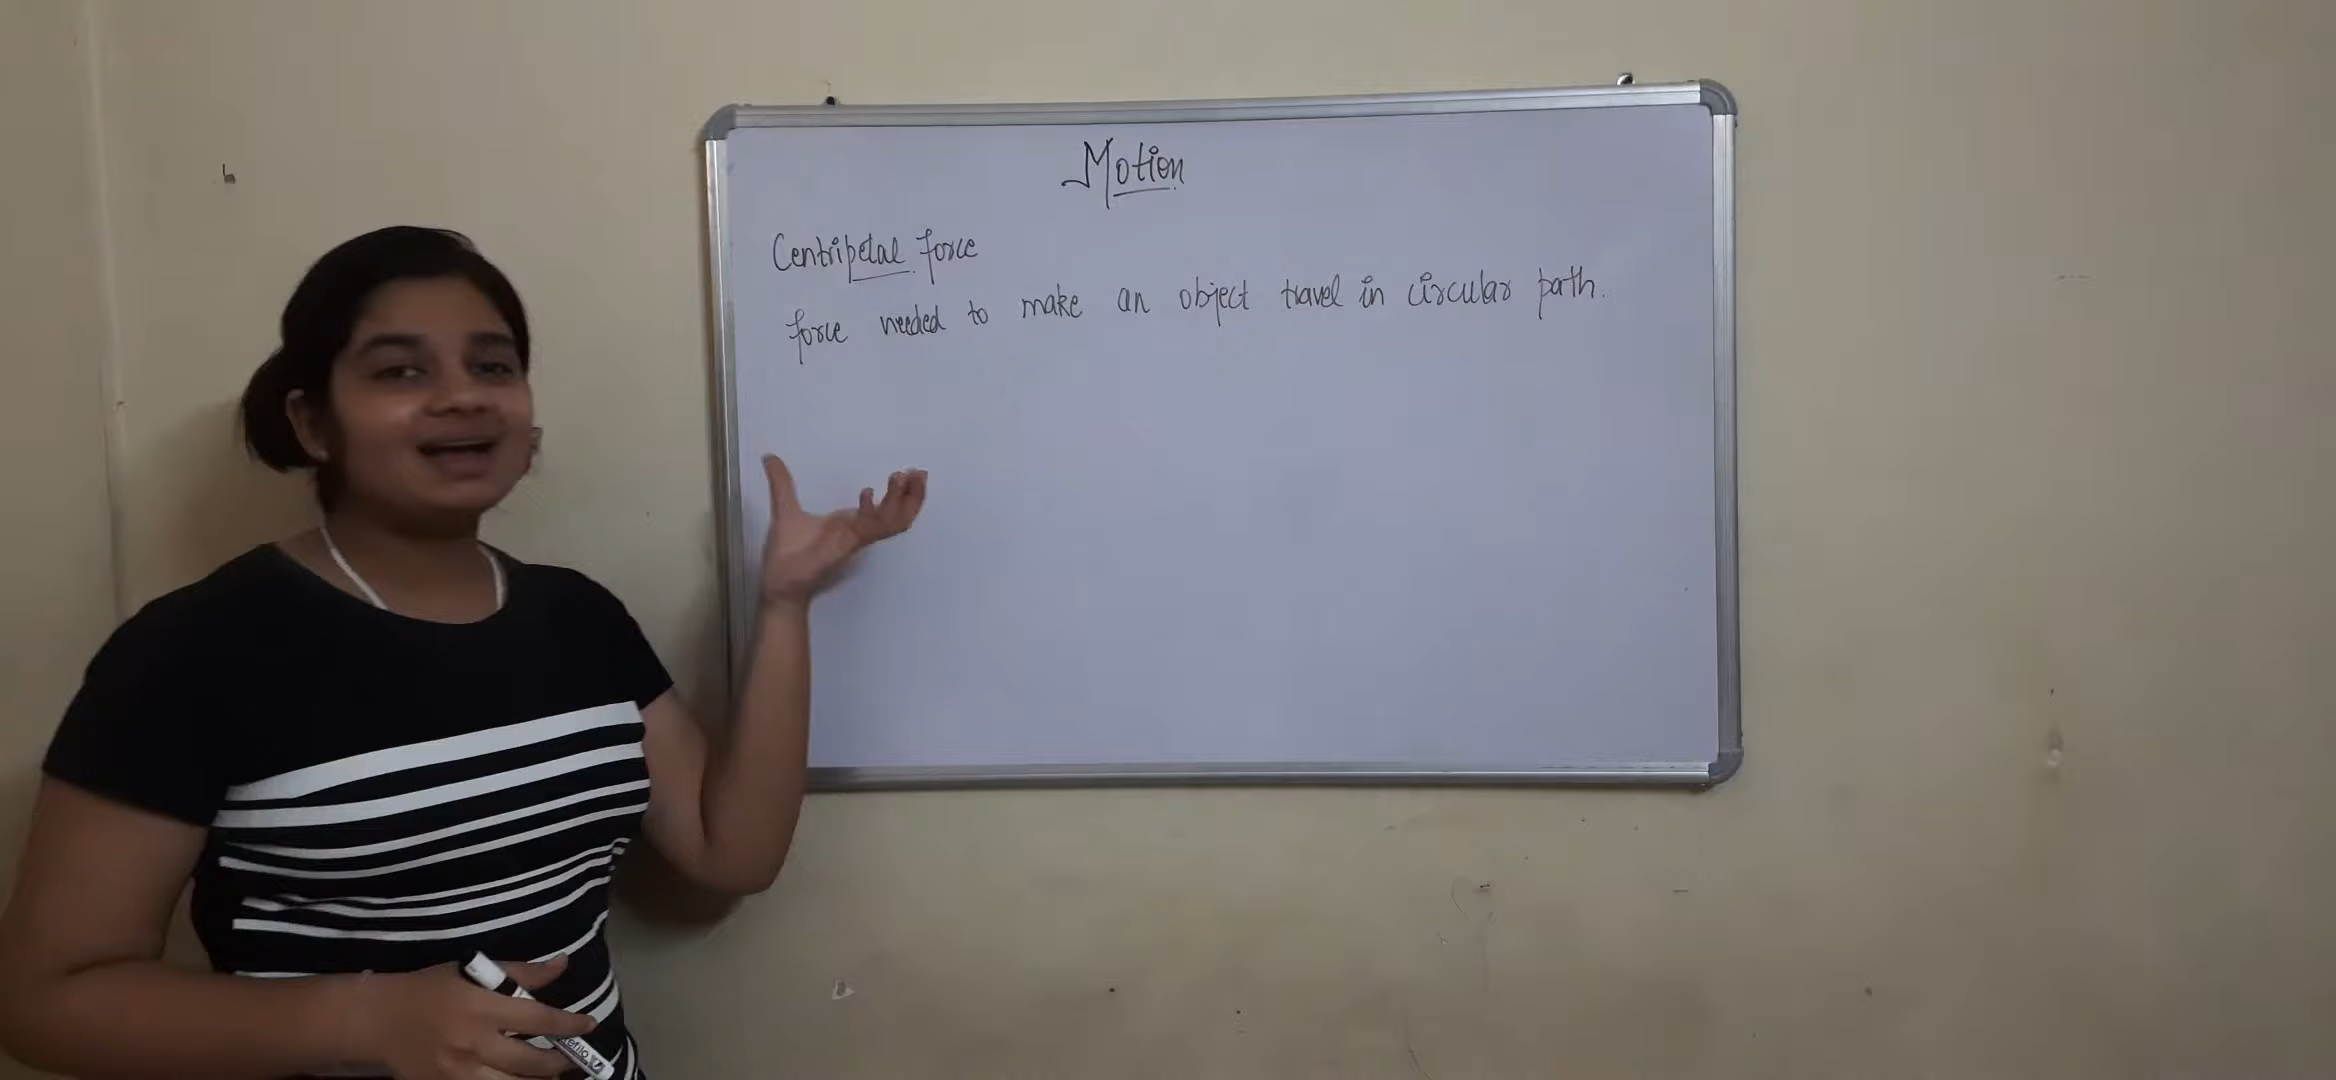 Motion
Centripetal force
force needed to make an object travel in circular path.